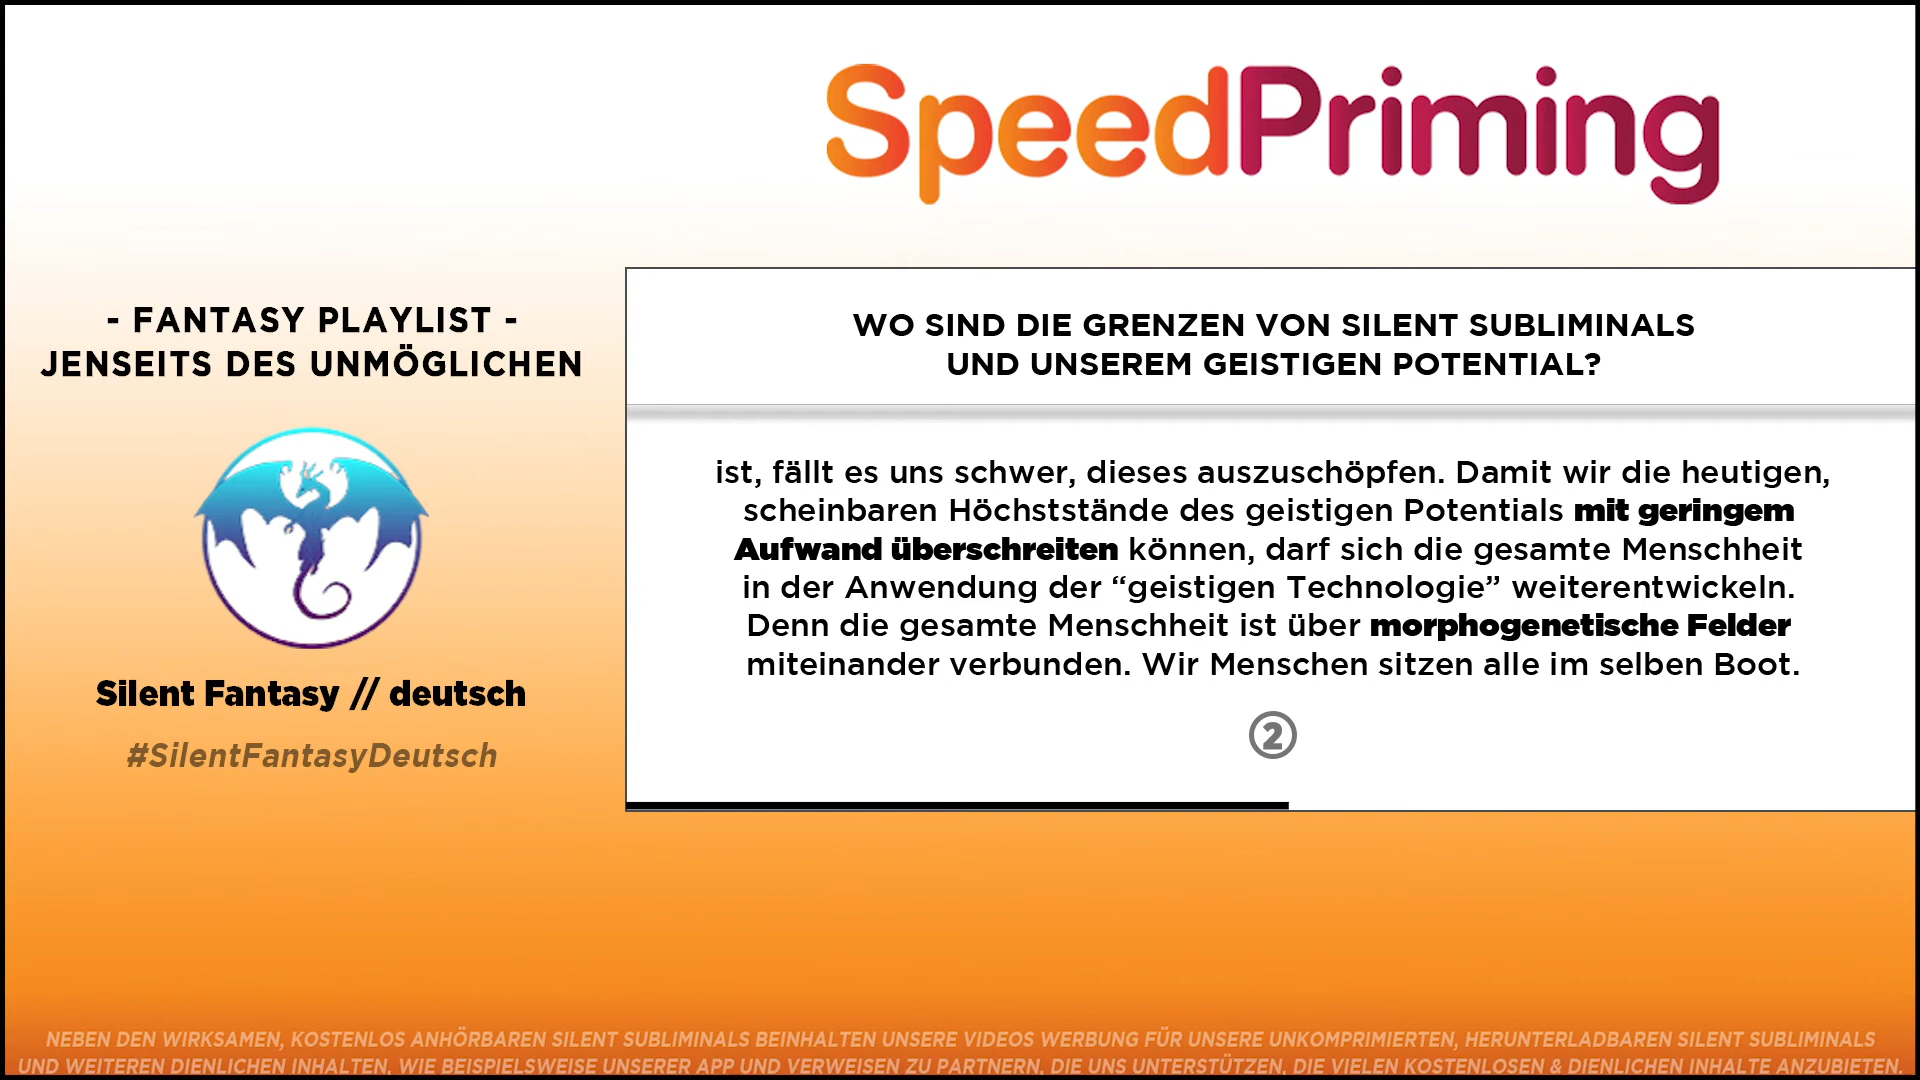 SpeedPriming
- FANTASY PLAYLIST -
JENSEITS DES UNMÖGLICHEN
Silent Fantasy // deutsch
#SilentFantasyDeutsch
WO SIND DIE GRENZEN VON SILENT SUBLIMINALS
UND UNSEREM GEISTIGEN POTENTIAL?
ist, fällt es uns schwer, dieses auszuschöpfen. Damit wir die heutigen,
scheinbaren Höchststände des geistigen Potentials mit geringem
Aufwand überschreiten können, darf sich die gesamte Menschheit
in der Anwendung der “geistigen Technologie” weiterentwickeln.
Denn die gesamte Menschheit ist über morphogenetische Felder
miteinander verbunden. Wir Menschen sitzen alle im selben Boot.
2
NEBEN DEN WIRKSAMEN, KOSTENLOS ANHÖRBAREN SILENT SUBLIMINALS BEINHALTEN UNSERE VIDEOS WERBUNG FÜR UNSERE UNKOMPRIMIERTEN, HERUNTERLADBAREN SILENT SUBLIMINALS
UND WEITEREN DIENLICHEN INHALTEN, WIE BEISPIELSWEISE UNSERER APP UND VERWEISEN ZU PARTNERN, DIE UNS UNTERSTÜTZEN, DIE VIELEN KOSTENLOSEN & DIENLICHEN INHALTE ANZUBIETEN.